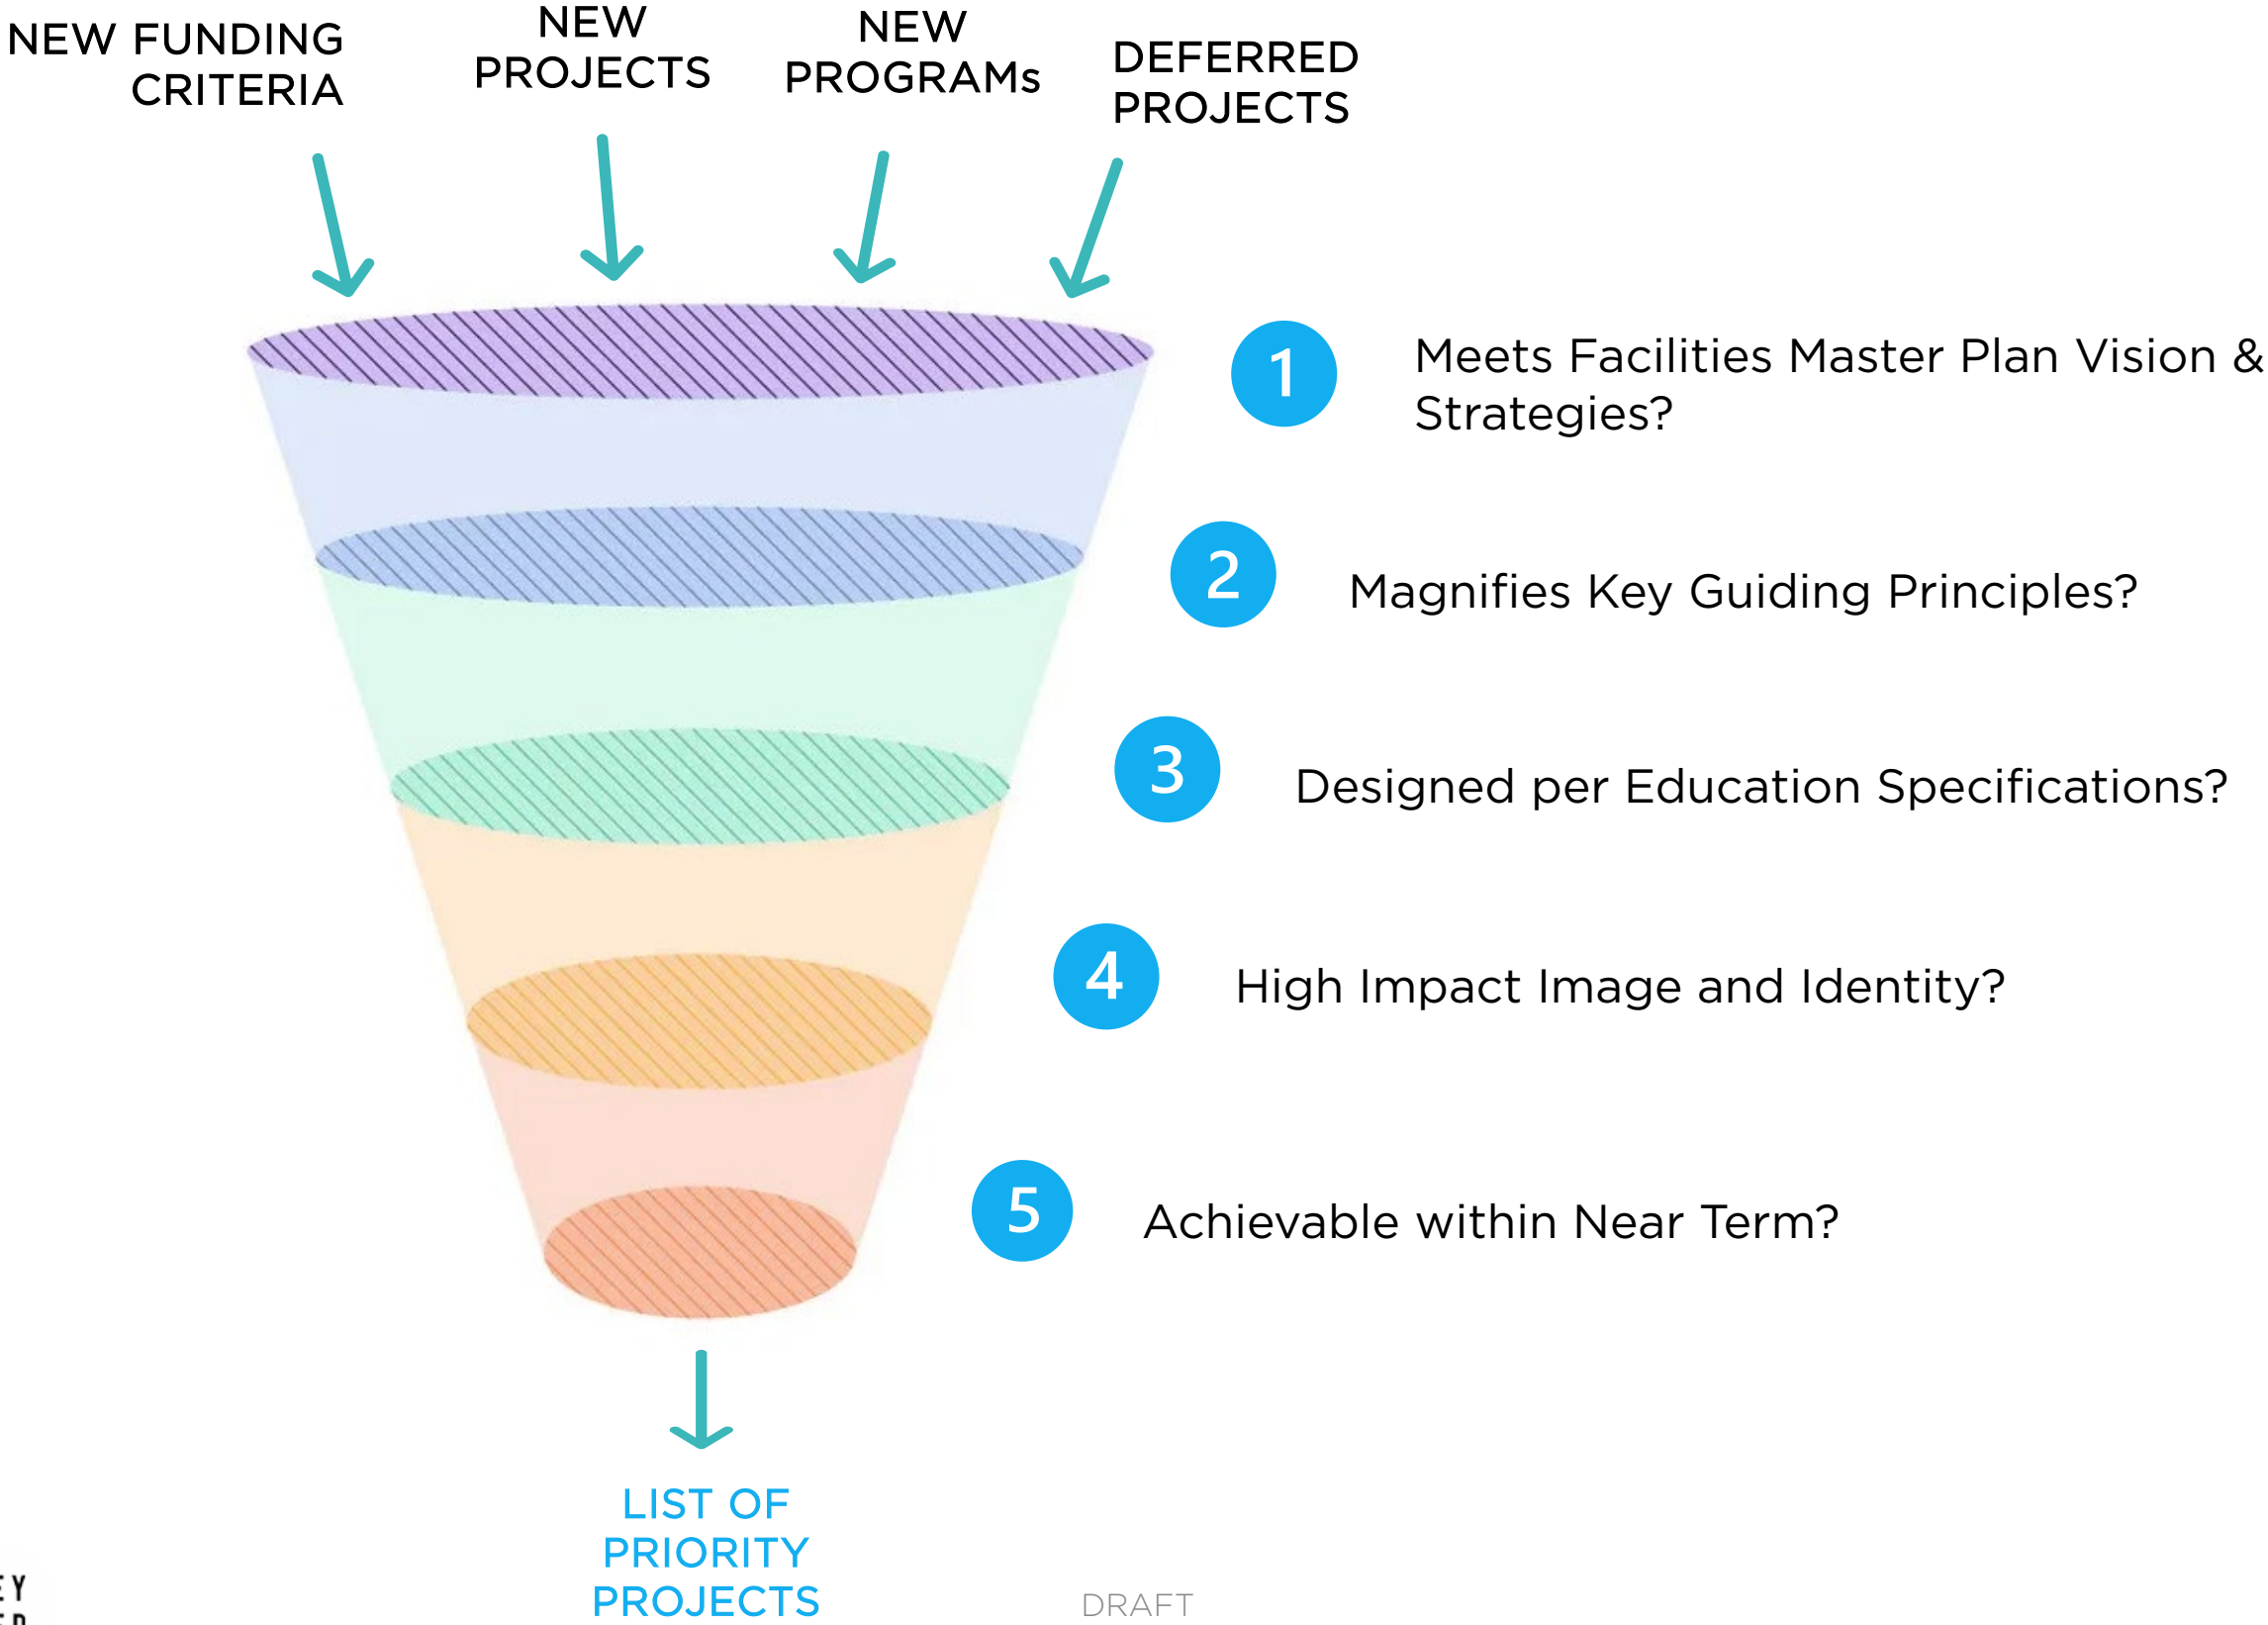 NEW FUNDING
CRITERIA
NEW
PROJECTS
NEW
PROGRAMs
DEFERRED
PROJECTS
1
Meets Facilities Master Plan Vision &
Strategies?
2
Magnifies Key Guiding Principles?
3
Designed per Education Specifications?
4
High Impact Image and Identity?
5
Achievable within Near Term?
LIST OF
PRIORITY
PROJECTS
DRAFT